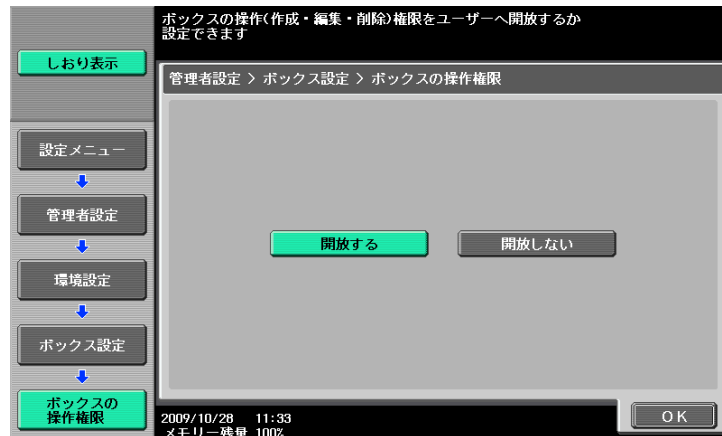 ボックスの操作(作成・編集・削除)権限をユーザーへ開放するか
設定できます
しおり表示
管理者設定 > ボックス設定 > ボックスの操作権限
設定メニュー
管理者設定
環境設定
ボックス設定
ボックスの
操作権限
開放する
開放しない
2009/10/28 11:33
メモリー残量 100%
OK